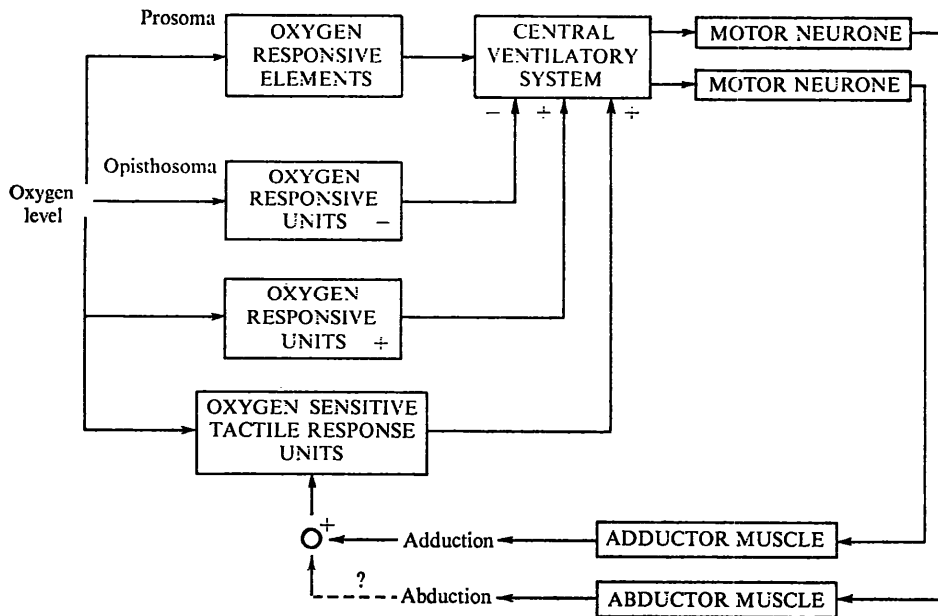 Prosoma
OXYGEN
RESPONSIVE
ELEMENTS
CENTRAL
VENTILATORY
SYSTEM
MOTOR NEURONE
MOTOR NEURONE
− ÷ ÷
Opisthosoma
Oxygen
level
OXYGEN
RESPONSIVE
UNITS −
OXYGEN
RESPONSIVE
UNITS ÷
OXYGEN SENSITIVE
TACTILE RESPONSE
UNITS
+
Adduction
ADDUCTOR MUSCLE
?
Abduction
ABDUCTOR MUSCLE